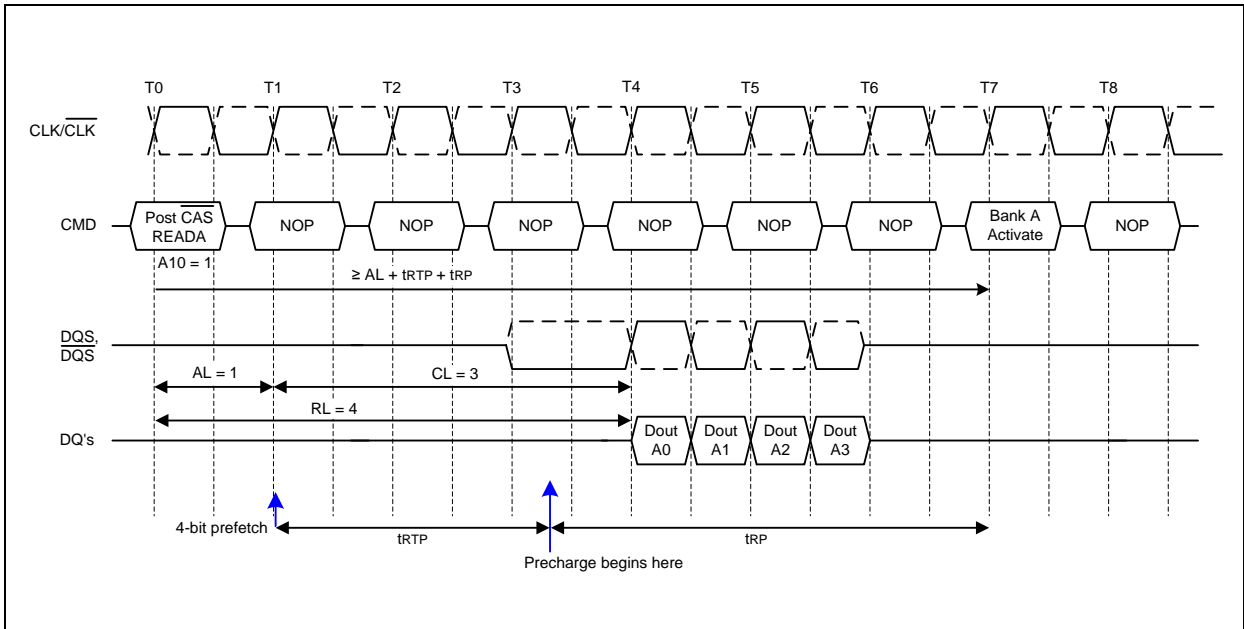 T0 T1 T2 T3 T4 T5 T6 T7 T8
CLK/CLK
CMD
Post CAS
READA
NOP
NOP
NOP
NOP
NOP
NOP
Bank A
Activate
NOP
A10 = 1
≥ AL + tRTP + tRP
DQS,
DQS
AL = 1
CL = 3
RL = 4
DQ's
Dout
A0
Dout
A1
Dout
A2
Dout
A3
4-bit prefetch
tRTP
tRP
Precharge begins here